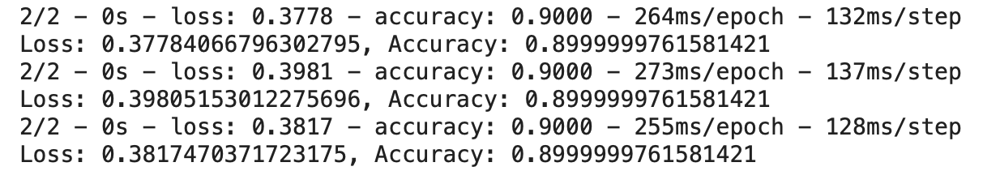 2/2 – 0s – loss: 0.3778 – accuracy: 0.9000 – 264ms/epoch – 132ms/step
Loss: 0.37784066796302795, Accuracy: 0.8999999761581421
2/2 – 0s – loss: 0.3981 – accuracy: 0.9000 – 273ms/epoch – 137ms/step
Loss: 0.39805153012275696, Accuracy: 0.8999999761581421
2/2 – 0s – loss: 0.3817 – accuracy: 0.9000 – 255ms/epoch – 128ms/step
Loss: 0.3817470371723175, Accuracy: 0.8999999761581421